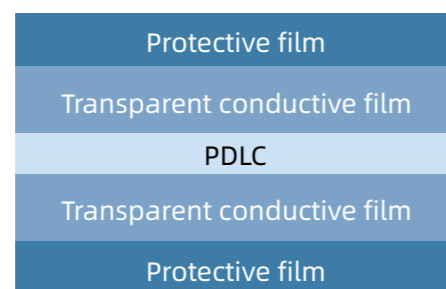 Protective film
Transparent conductive film
PDLC
Transparent conductive film
Protective film